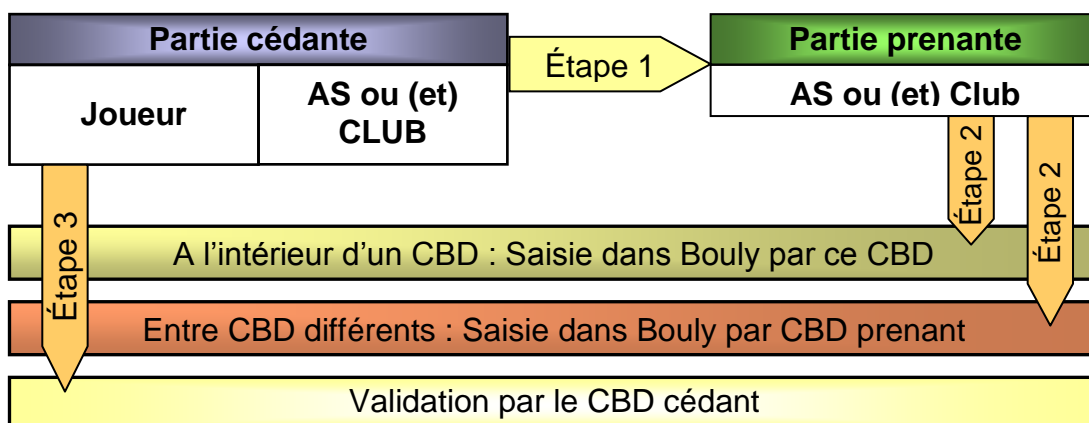 Partie cédante
Étape 1
Partie prenante
Joueur
AS ou (et)
CLUB
AS ou (et) Club
Étape 2
Étape 2
Étape 3
A l’intérieur d’un CBD : Saisie dans Bouly par ce CBD
Entre CBD différents : Saisie dans Bouly par CBD prenant
Validation par le CBD cédant